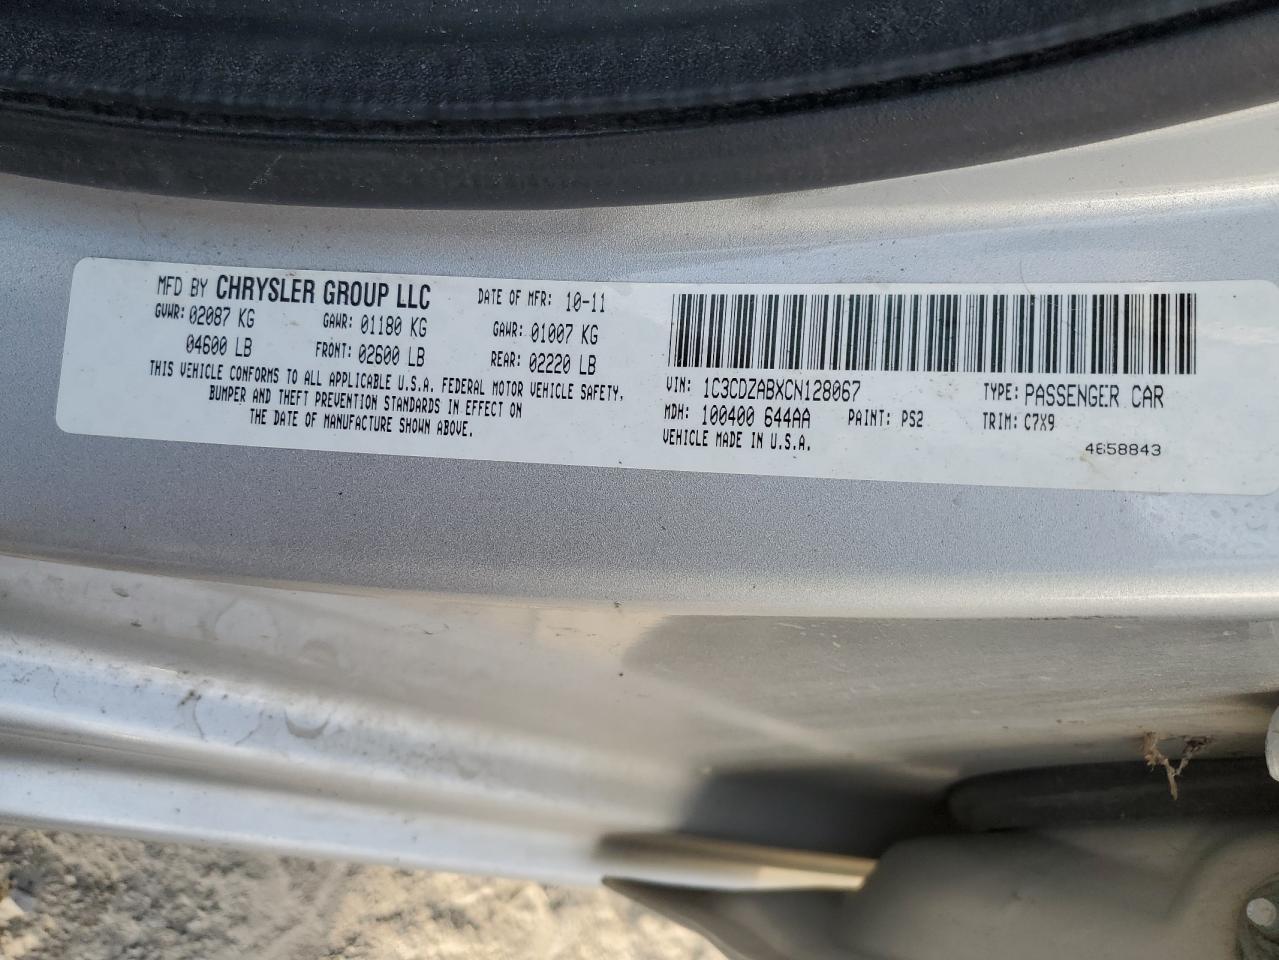 MFD BY CHRYSLER GROUP LLC DATE OF MFR: 10-11
GVWR: 02087 KG GAWR: 01180 KG GAWR: 01007 KG
04600 LB FRONT: 02600 LB REAR: 02220 LB
THIS VEHICLE CONFORMS TO ALL APPLICABLE U.S.A. FEDERAL MOTOR VEHICLE SAFETY,
BUMPER AND THEFT PREVENTION STANDARDS IN EFFECT ON
THE DATE OF MANUFACTURE SHOWN ABOVE.
VIN: 1C3CDZABXCN128067 TYPE: PASSENGER CAR
MDH: 100400 644AA PAINT: PS2 TRIM: C7X9
VEHICLE MADE IN U.S.A. 4658843